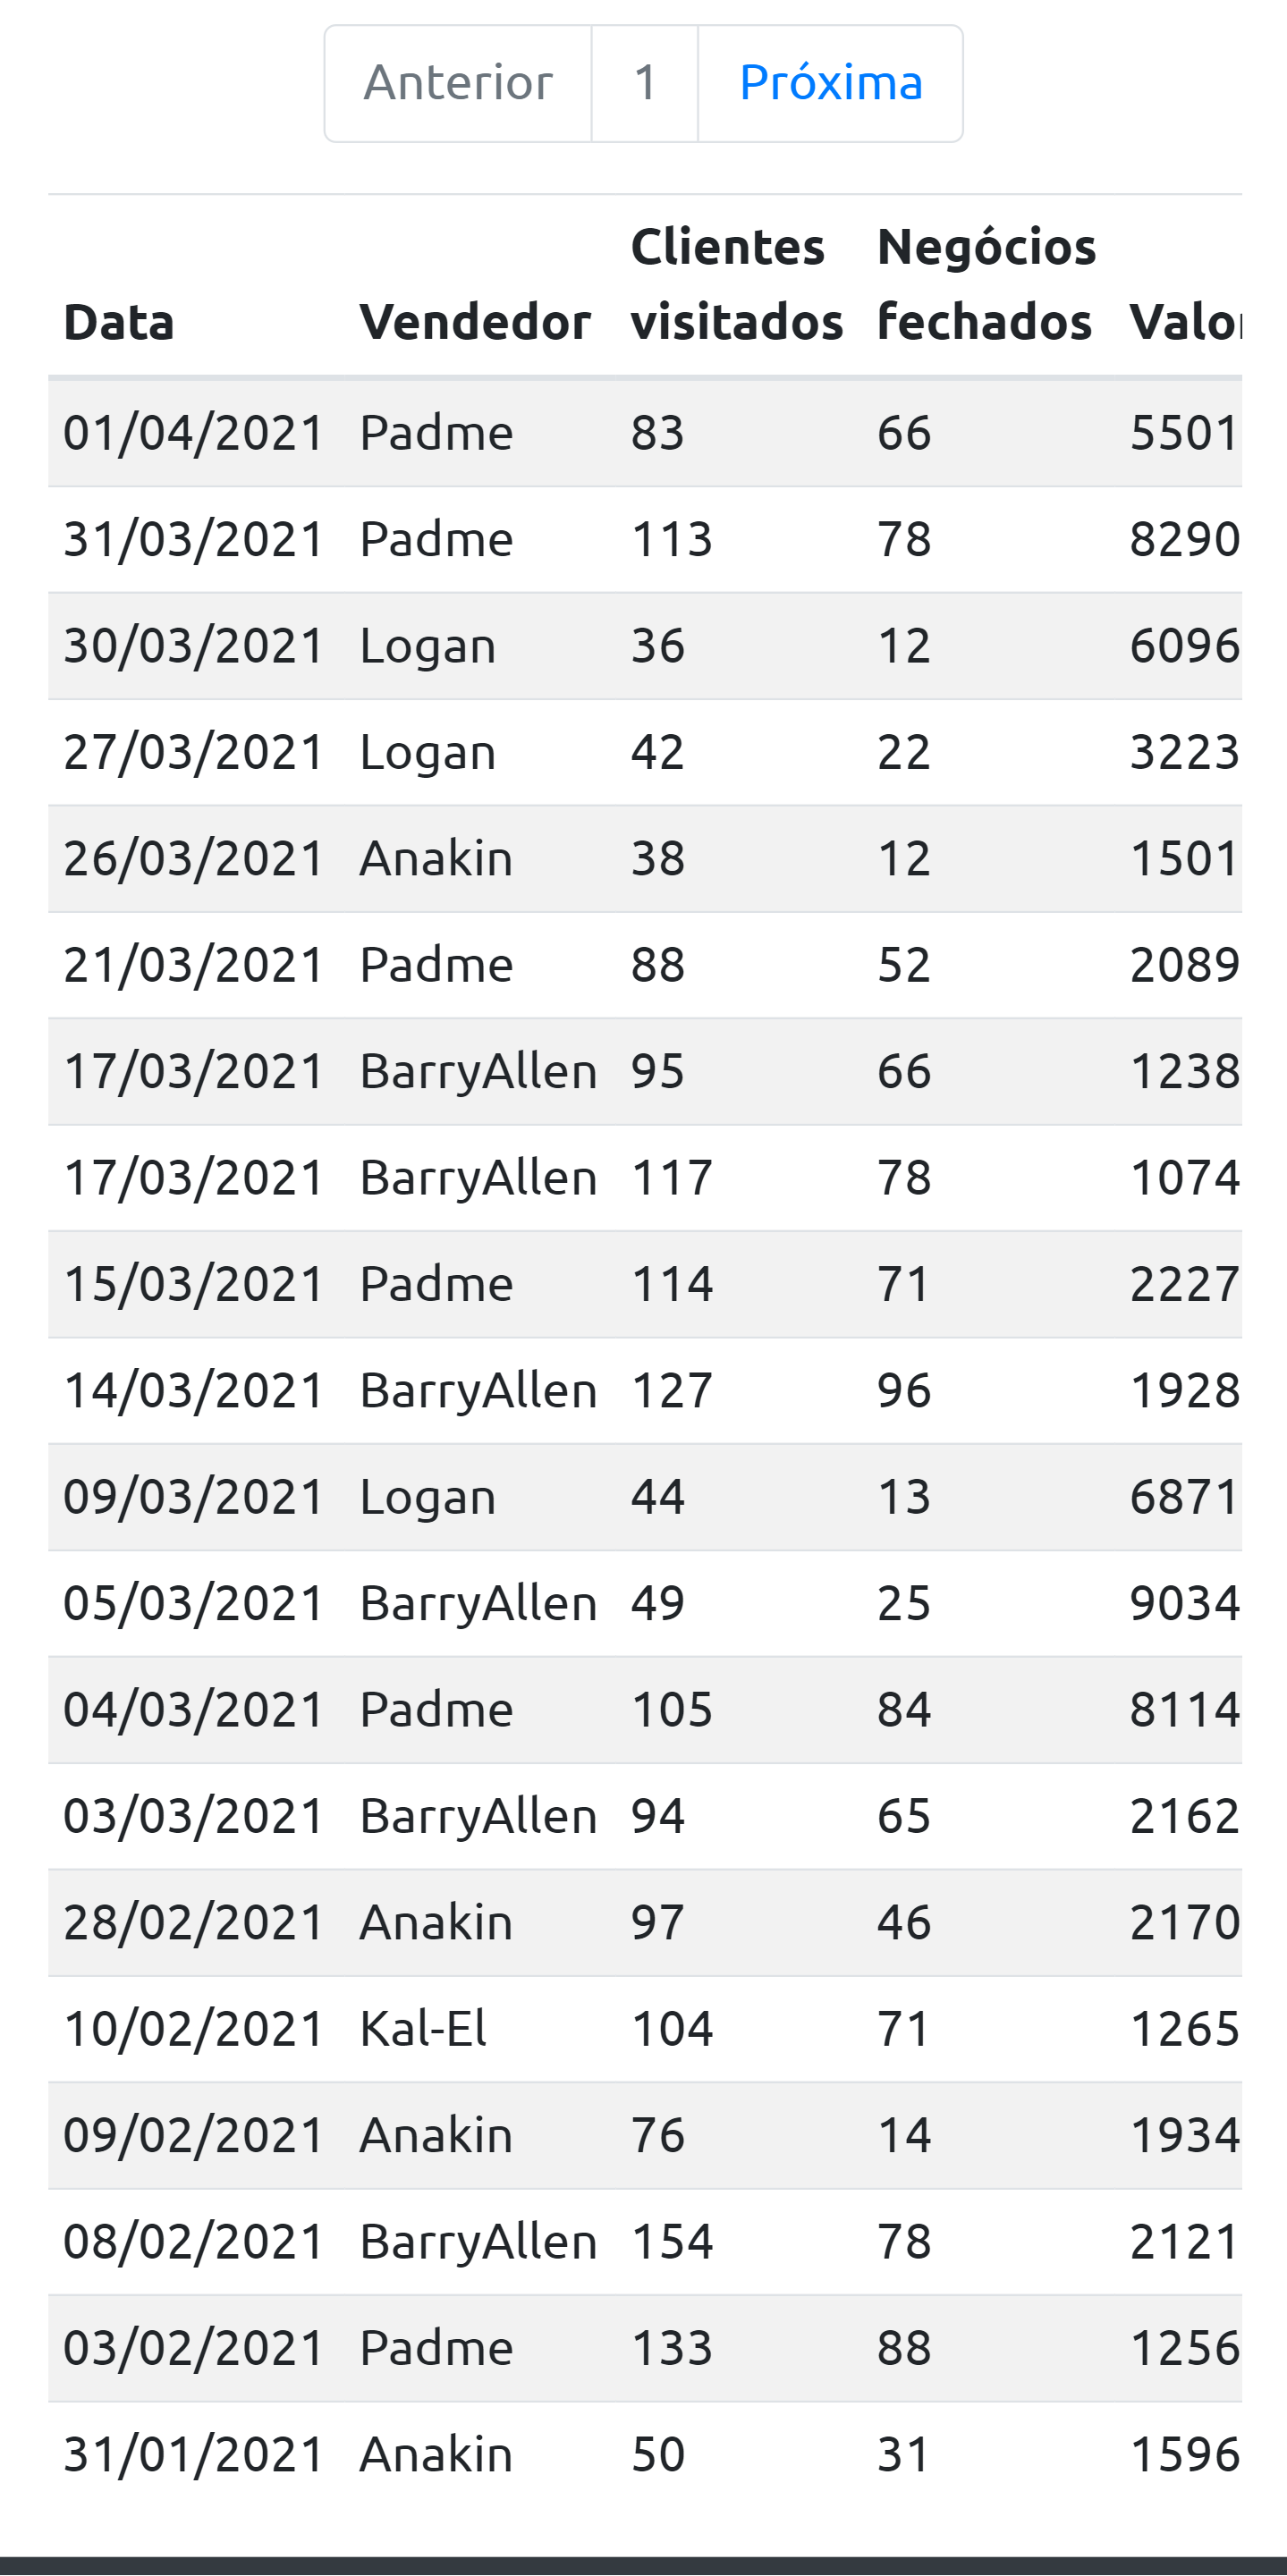 Anterior 1 Próxima
Data Vendedor Clientes visitados Negócios fechados Valor
01/04/2021 Padme 83 66 5501
31/03/2021 Padme 113 78 8290
30/03/2021 Logan 36 12 6096
27/03/2021 Logan 42 22 3223
26/03/2021 Anakin 38 12 1501
21/03/2021 Padme 88 52 2089
17/03/2021 BarryAllen 95 66 1238
17/03/2021 BarryAllen 117 78 1074
15/03/2021 Padme 114 71 2227
14/03/2021 BarryAllen 127 96 1928
09/03/2021 Logan 44 13 6871
05/03/2021 BarryAllen 49 25 9034
04/03/2021 Padme 105 84 8114
03/03/2021 BarryAllen 94 65 2162
28/02/2021 Anakin 97 46 2170
10/02/2021 Kal-El 104 71 1265
09/02/2021 Anakin 76 14 1934
08/02/2021 BarryAllen 154 78 2121
03/02/2021 Padme 133 88 1256
31/01/2021 Anakin 50 31 1596